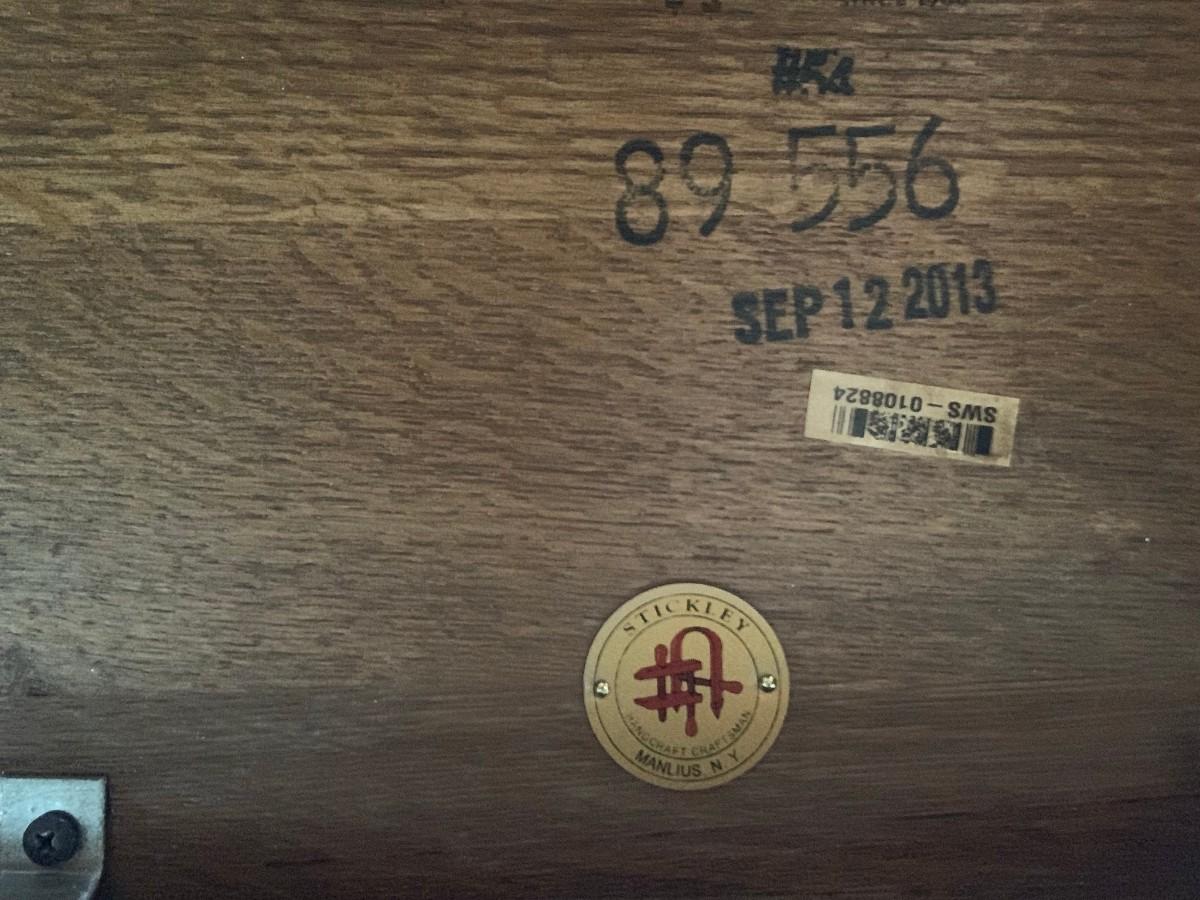 89 556
SEP 12 2013
SWS-0108824
STICKLEY
HANDCRAFT CRAFTSMAN
MANLIUS N.Y.